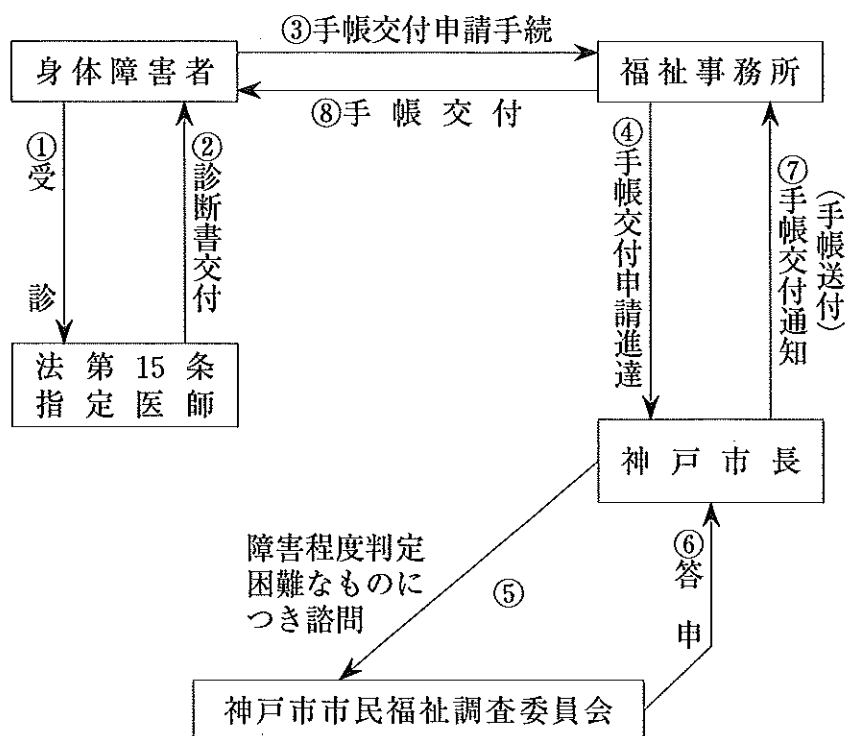 ③手帳交付申請手続
身体障害者
福祉事務所
⑧手帳交付
①受診
②診断書交付
④手帳交付申請進達
⑦手帳交付通知
(手帳送付)
法第15条
指定医師
神戸市長
障害程度判定
困難なものに
つき諮問
⑤
⑥答申
神戸市市民福祉調査委員会